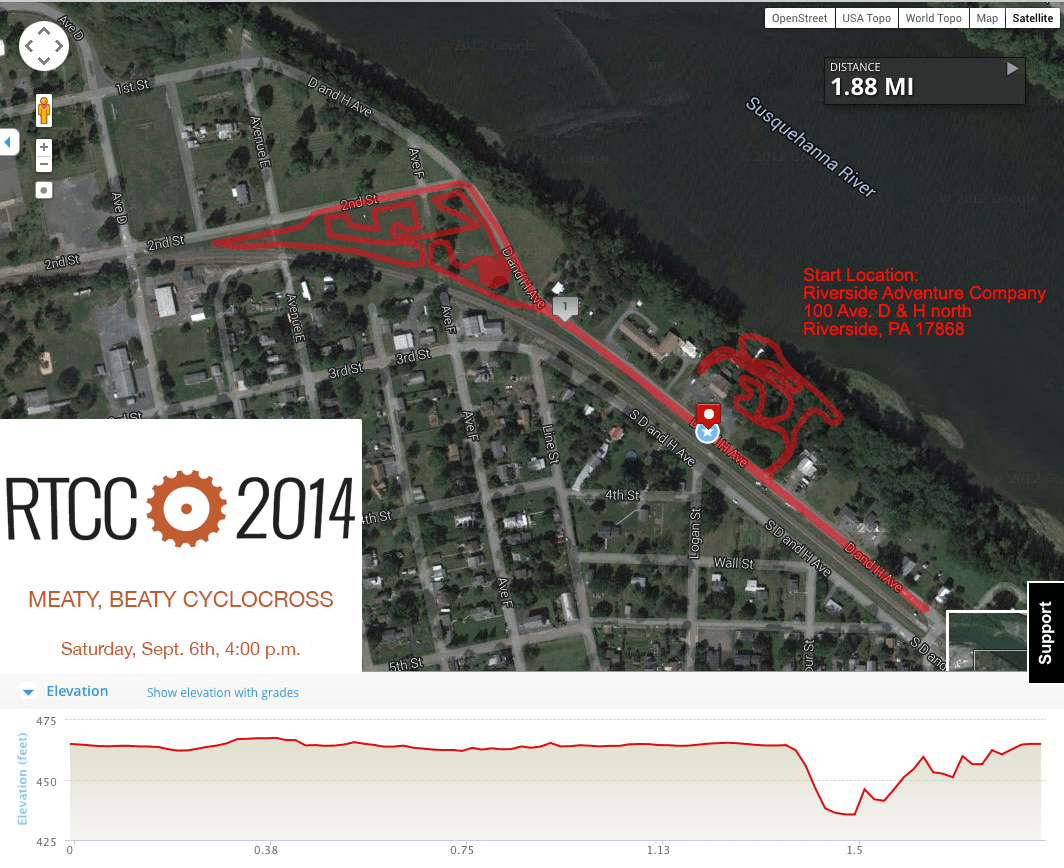 OpenStreet USA Topo World Topo Map Satellite
DISTANCE
1.88 MI
Ave D
1st St
D and H Ave
Susquehanna River
Avenue E
Ave F
Ave D
2nd St
2nd St
2nd St
D and H Ave
Start Location:
Riverside Adventure Company
100 Ave. D & H north
Riverside, PA 17868
1
Avenue E
Ave F
3rd St
3rd St
S D and H Ave
D and H Ave
Ave F
Line St
4th St
Logan St
S D and H Ave
D and H Ave
Wall St
Ave F
5th St
S D and
Support
RTCC 2014
MEATY, BEATY CYCLOCROSS
Saturday, Sept. 6th, 4:00 p.m.
Elevation Show elevation with grades
Elevation (feet)
475
450
425
0 0.38 0.75 1.13 1.5